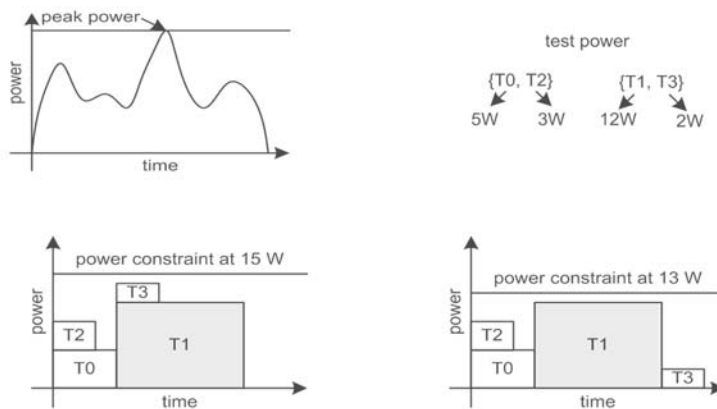 peak power
power
time
test power
{T0, T2} {T1, T3}
5W 3W 12W 2W
power constraint at 15 W
power
T3
T2
T1
T0
time
power constraint at 13 W
power
T2
T1
T0
T3
time